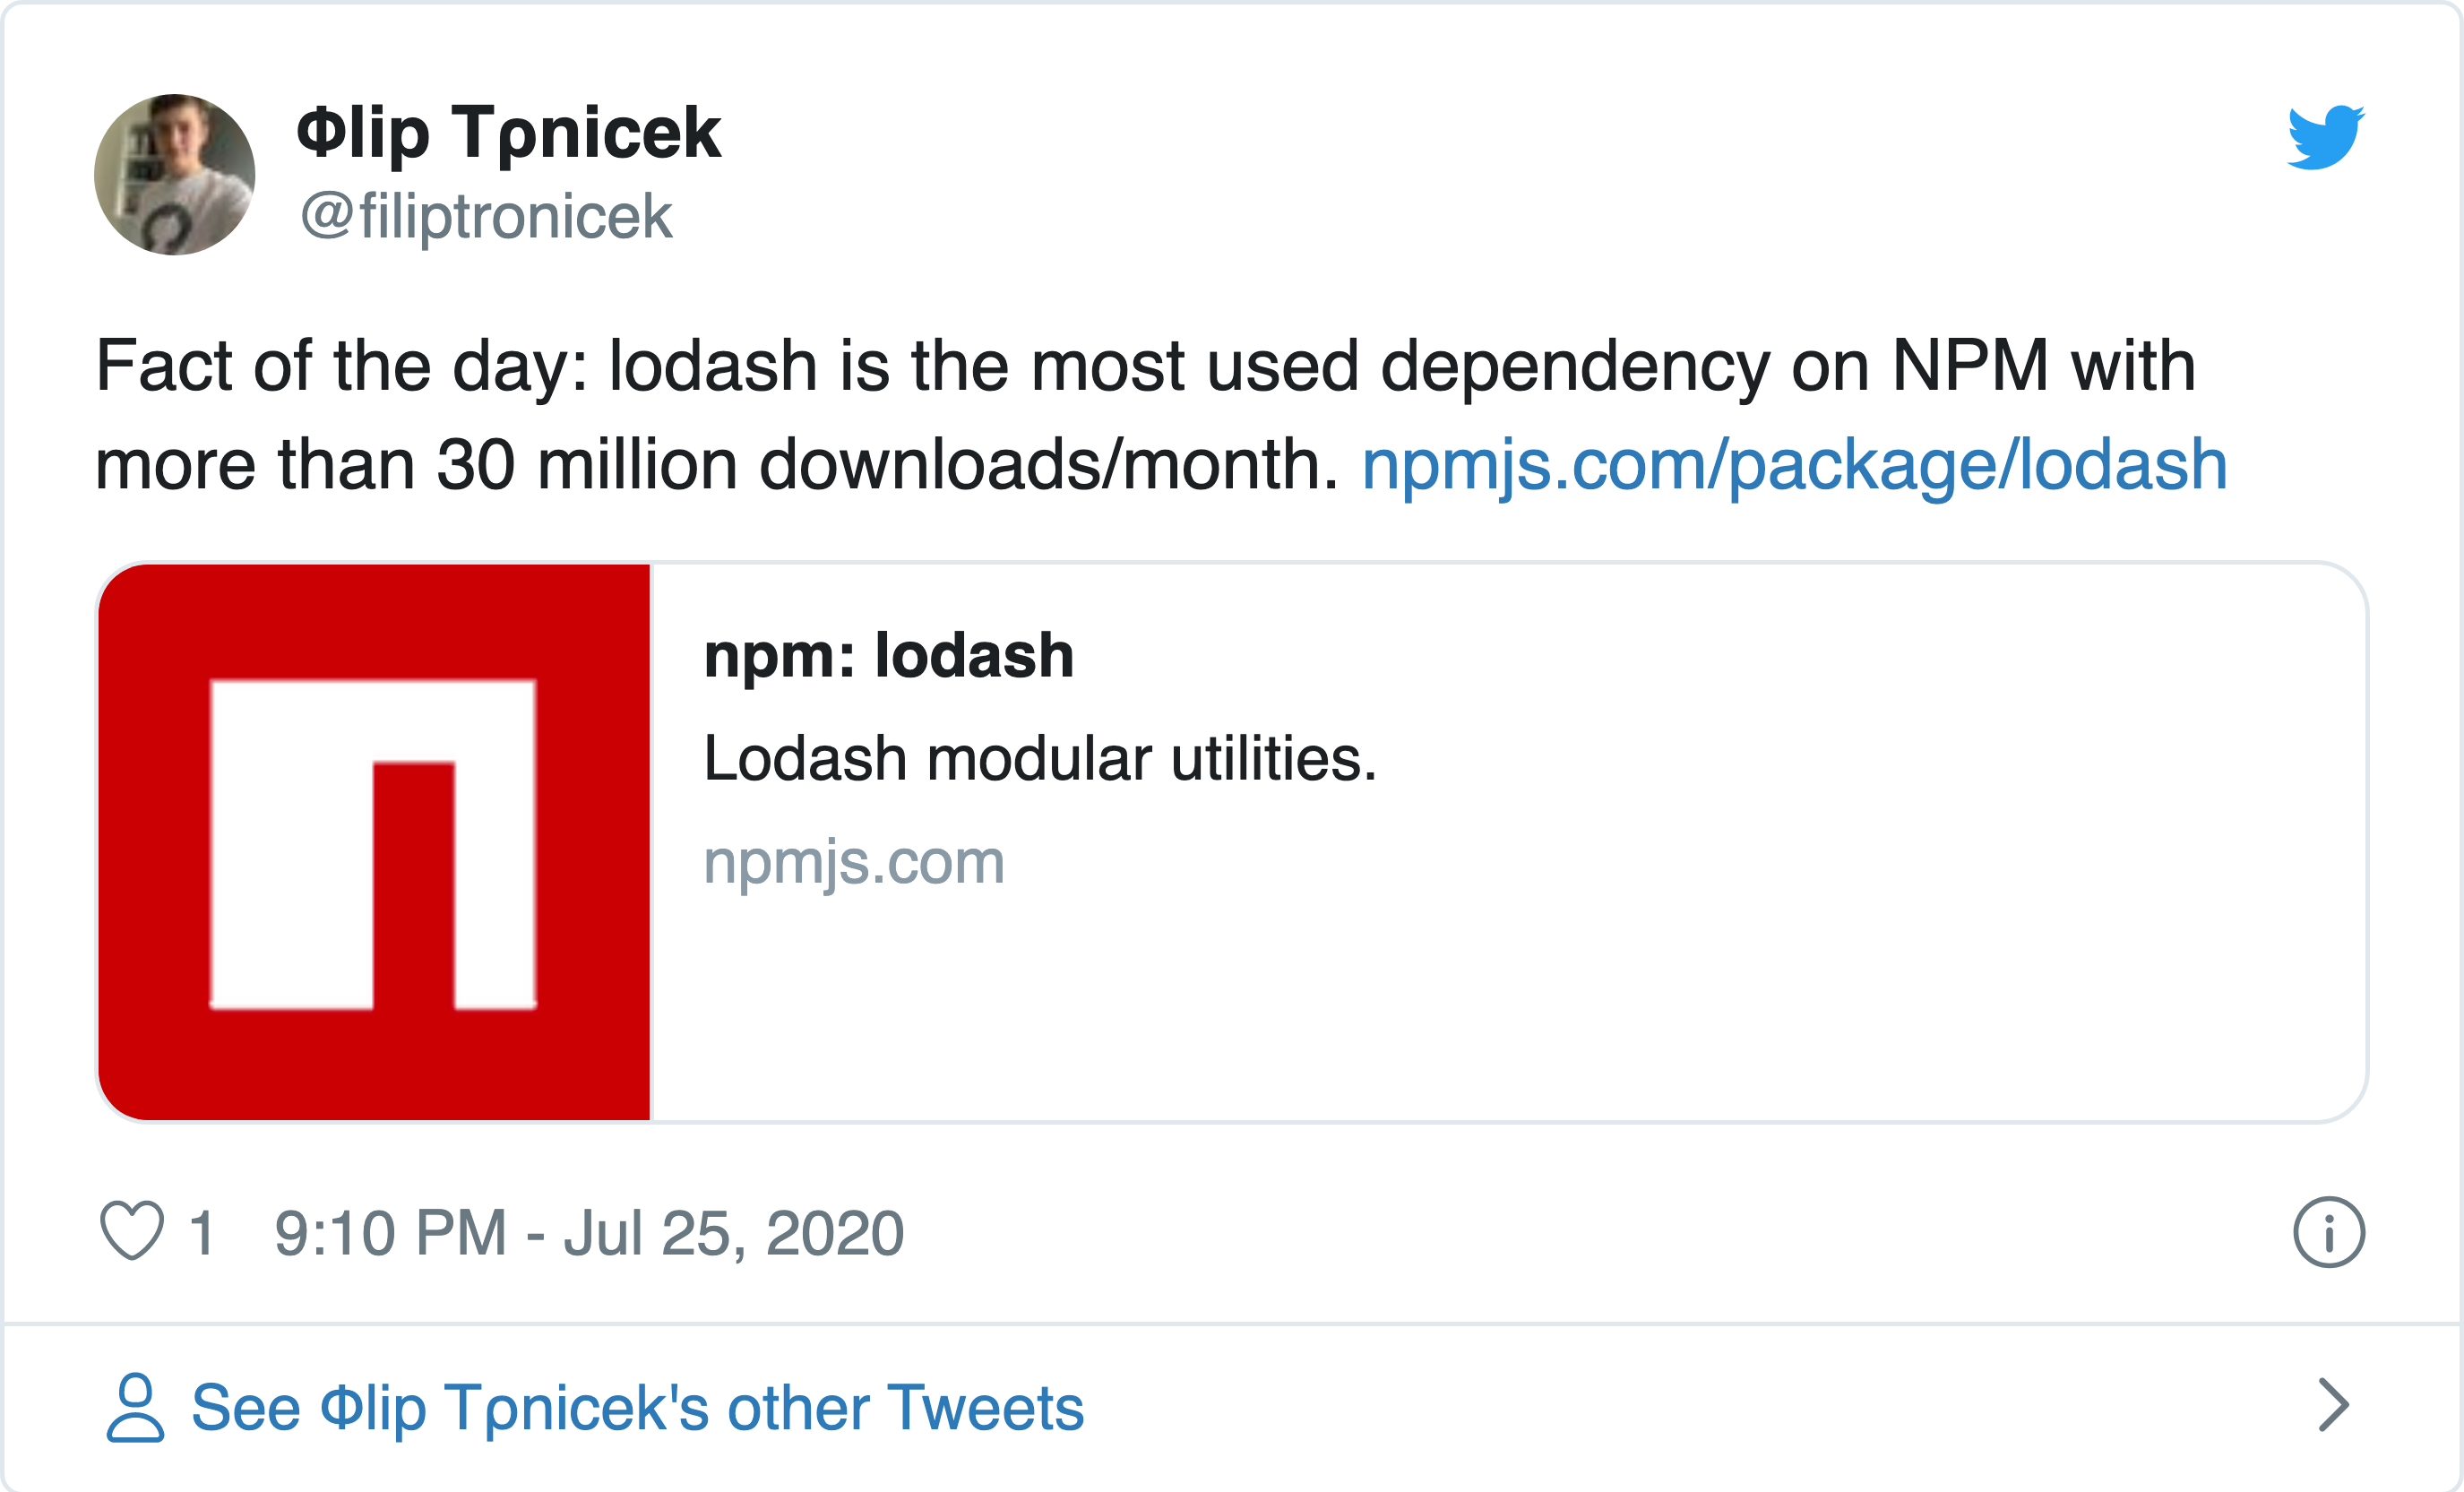 Φlip Tρnicek
@filiptronicek
Fact of the day: lodash is the most used dependency on NPM with
more than 30 million downloads/month. npmjs.com/package/lodash
npm: lodash
Lodash modular utilities.
npmjs.com
1 9:10 PM - Jul 25, 2020
See Φlip Tρnicek's other Tweets